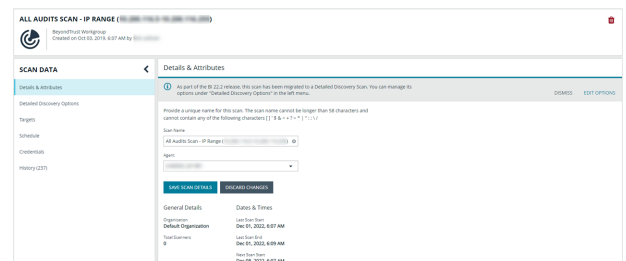 ALL AUDITS SCAN - IP RANGE (
BeyondTrust Workgroup
Created on Oct 03, 2019, 6:07 AM by
SCAN DATA
Details & Attributes
Detailed Discovery Options
Targets
Schedule
Credentials
History (237)
Details & Attributes
As part of the BI 22.2 release, this scan has been migrated to a Detailed Discovery Scan. You can manage its
options under "Detailed Discovery Options" in the left menu.
DISMISS
EDIT OPTIONS
Provide a unique name for this scan. The scan name cannot be longer than 58 characters and
cannot contain any of the following characters
Scan Name
All Audits Scan - IP Range (
Agent
SAVE SCAN DETAILS
DISCARD CHANGES
General Details
Dates & Times
Organization
Default Organization
Last Scan Start
Dec 01, 2022, 6:07 AM
Total Scanners
0
Last Scan End
Dec 01, 2022, 6:09 AM
Next Scan Start